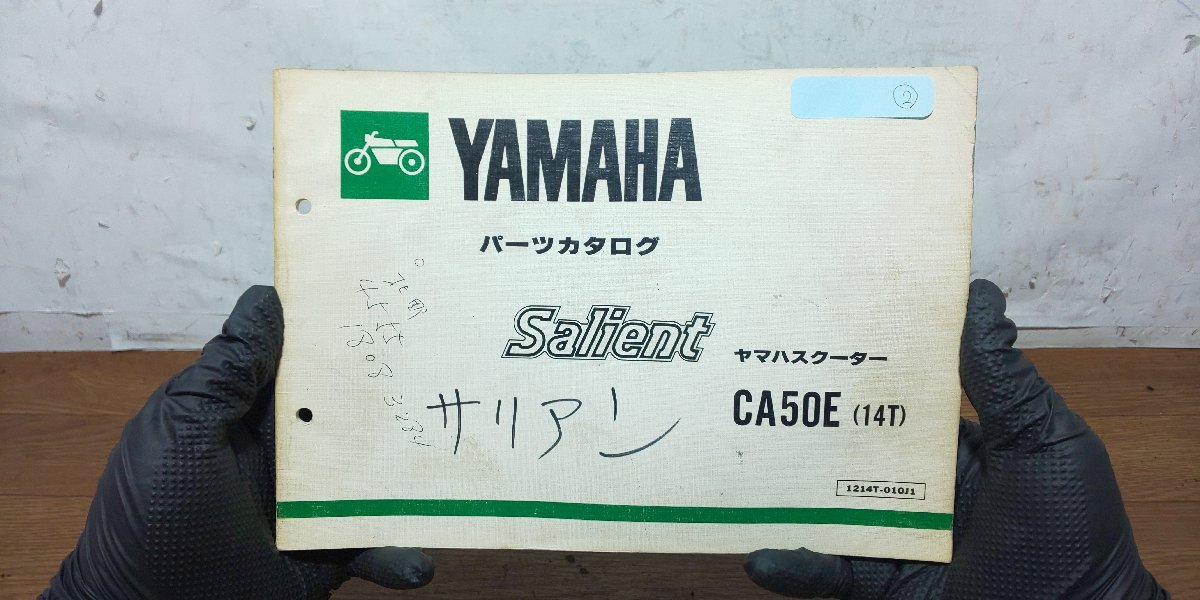 ②
YAMAHA
パーツカタログ
Salient
ヤマハスクーター
CA50E (14T)
サリアン
1214T-010J1